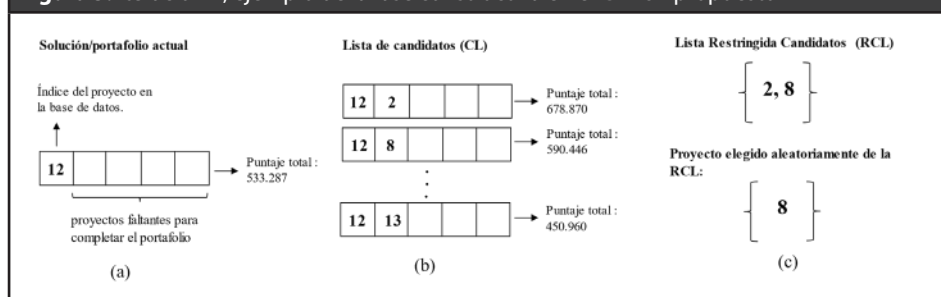 Solución/portafolio actual
Índice del proyecto en
la base de datos.
12
Puntaje total :
533.287
proyectos faltantes para
completar el portafolio
(a)
Lista de candidatos (CL)
12 2
Puntaje total :
678.870
12 8
Puntaje total :
590.446
12 13
Puntaje total :
450.960
(b)
Lista Restringida Candidatos (RCL)
2, 8
Proyecto elegido aleatoriamente de la
RCL:
8
(c)